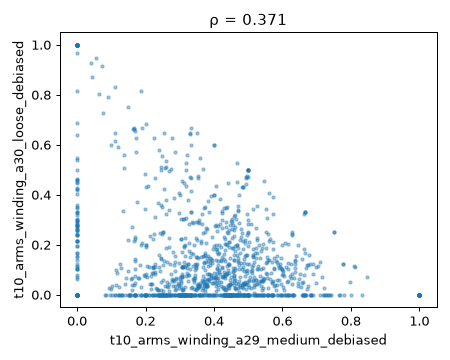 ρ = 0.371
t10_arms_winding_a30_loose_debiased
1.0
0.8
0.6
0.4
0.2
0.0
0.0 0.2 0.4 0.6 0.8 1.0
t10_arms_winding_a29_medium_debiased